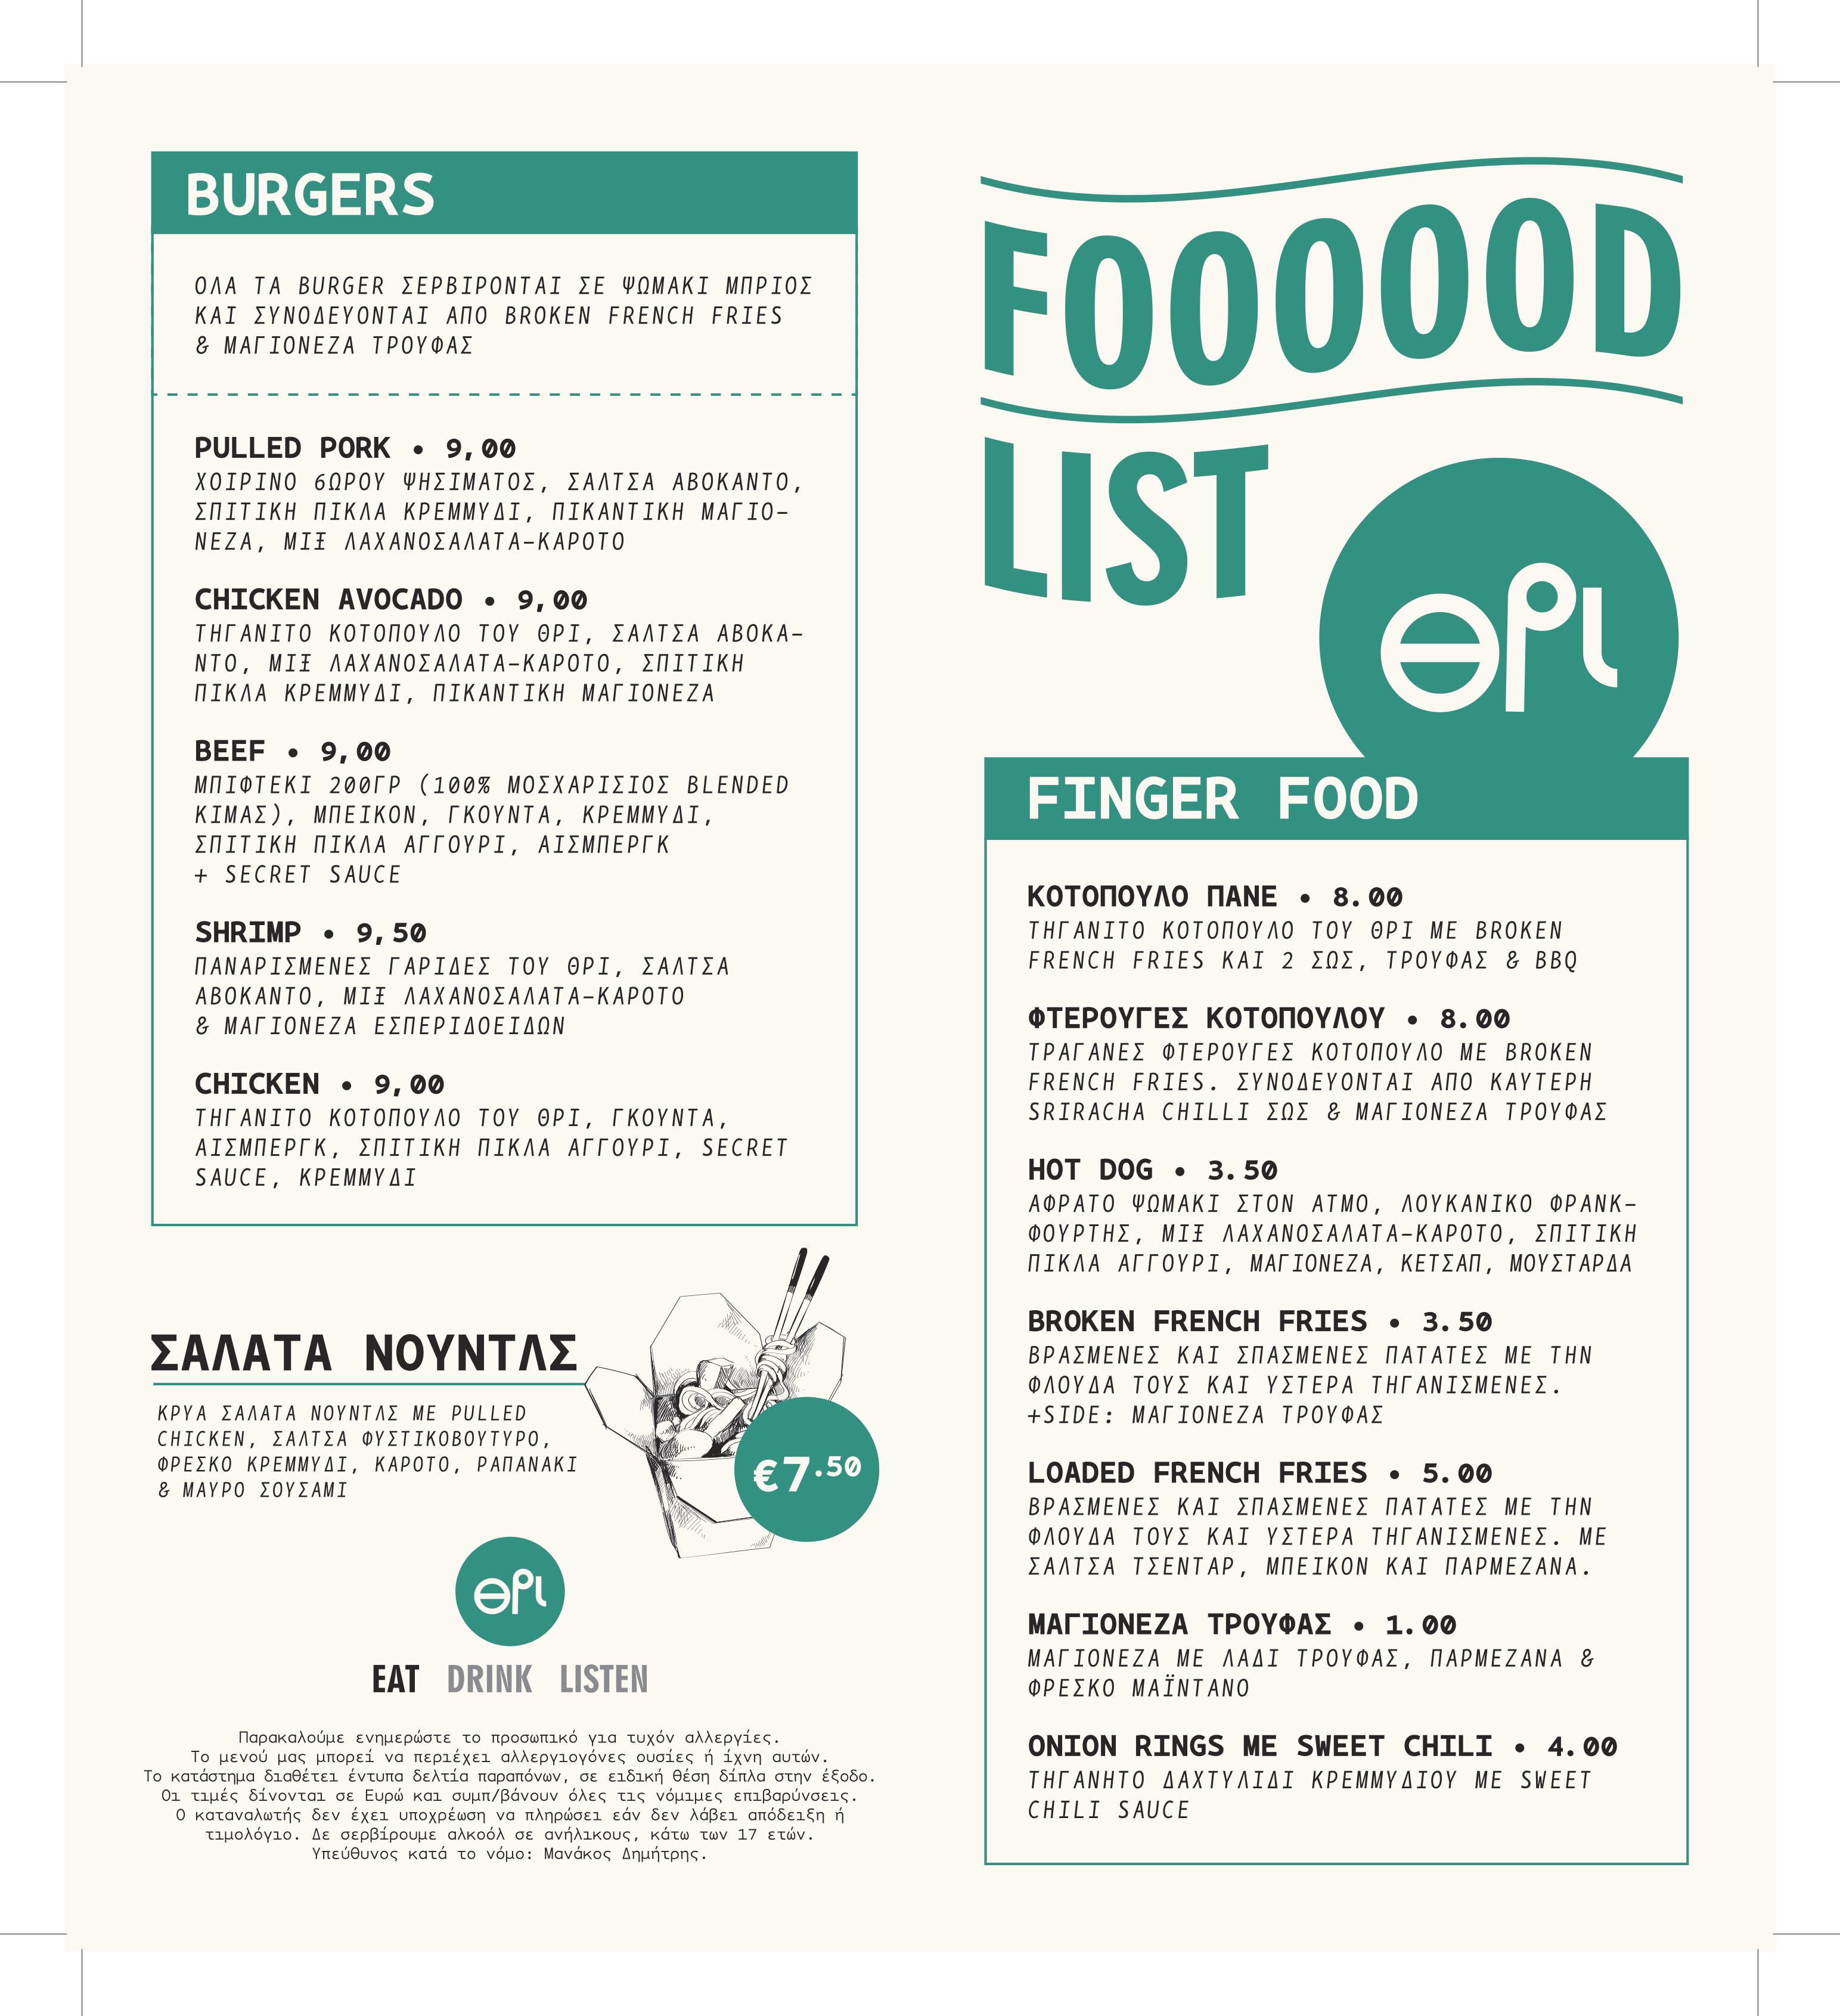 BURGERS
ΟΛΑ ΤΑ BURGER ΣΕΡΒΙΡΟΝΤΑΙ ΣΕ ΨΩΜΑΚΙ ΜΠΡΙΟΣ
ΚΑΙ ΣΥΝΟΔΕΥΟΝΤΑΙ ΑΠΟ BROKEN FRENCH FRIES
& ΜΑΓΙΟΝΕΖΑ ΤΡΟΥΦΑΣ
PULLED PORK • 9,00
ΧΟΙΡΙΝΟ 6ΩΡΟΥ ΨΗΣΙΜΑΤΟΣ, ΣΑΛΤΣΑ ΑΒΟΚΑΝΤΟ,
ΣΠΙΤΙΚΗ ΠΙΚΛΑ ΚΡΕΜΜΥΔΙ, ΠΙΚΑΝΤΙΚΗ ΜΑΓΙΟ-
ΝΕΖΑ, ΜΙΞ ΛΑΧΑΝΟΣΑΛΑΤΑ-ΚΑΡΟΤΟ
CHICKEN AVOCADO • 9,00
ΤΗΓΑΝΙΤΟ ΚΟΤΟΠΟΥΛΟ ΤΟΥ ΘΡΙ, ΣΑΛΤΣΑ ΑΒΟΚΑ-
ΝΤΟ, ΜΙΞ ΛΑΧΑΝΟΣΑΛΑΤΑ-ΚΑΡΟΤΟ, ΣΠΙΤΙΚΗ
ΠΙΚΛΑ ΚΡΕΜΜΥΔΙ, ΠΙΚΑΝΤΙΚΗ ΜΑΓΙΟΝΕΖΑ
BEEF • 9,00
ΜΠΙΦΤΕΚΙ 200ΓΡ (100% ΜΟΣΧΑΡΙΣΙΟΣ BLENDED
ΚΙΜΑΣ), ΜΠΕΙΚΟΝ, ΓΚΟΥΝΤΑ, ΚΡΕΜΜΥΔΙ,
ΣΠΙΤΙΚΗ ΠΙΚΛΑ ΑΓΓΟΥΡΙ, ΑΙΣΜΠΕΡΓΚ
+ SECRET SAUCE
SHRIMP • 9,50
ΠΑΝΑΡΙΣΜΕΝΕΣ ΓΑΡΙΔΕΣ ΤΟΥ ΘΡΙ, ΣΑΛΤΣΑ
ΑΒΟΚΑΝΤΟ, ΜΙΞ ΛΑΧΑΝΟΣΑΛΑΤΑ-ΚΑΡΟΤΟ
& ΜΑΓΙΟΝΕΖΑ ΕΣΠΕΡΙΔΟΕΙΔΩΝ
CHICKEN • 9,00
ΤΗΓΑΝΙΤΟ ΚΟΤΟΠΟΥΛΟ ΤΟΥ ΘΡΙ, ΓΚΟΥΝΤΑ,
ΑΙΣΜΠΕΡΓΚ, ΣΠΙΤΙΚΗ ΠΙΚΛΑ ΑΓΓΟΥΡΙ, SECRET
SAUCE, ΚΡΕΜΜΥΔΙ
ΣΑΛΑΤΑ ΝΟΥΝΤΛΣ
ΚΡΥΑ ΣΑΛΑΤΑ ΝΟΥΝΤΛΣ ΜΕ PULLED
CHICKEN, ΣΑΛΤΣΑ ΦΥΣΤΙΚΟΒΟΥΤΥΡΟ,
ΦΡΕΣΚΟ ΚΡΕΜΜΥΔΙ, ΚΑΡΟΤΟ, ΡΑΠΑΝΑΚΙ
& ΜΑΥΡΟ ΣΟΥΣΑΜΙ
€7.50
θρι
EAT DRINK LISTEN
Παρακαλούμε ενημερώστε το προσωπικό για τυχόν αλλεργίες.
Το μενού μας μπορεί να περιέχει αλλεργιογόνες ουσίες ή ίχνη αυτών.
Το κατάστημα διαθέτει έντυπα δελτία παραπόνων, σε ειδική θέση δίπλα στην έξοδο.
Οι τιμές δίνονται σε Ευρώ και συμπ/βάνουν όλες τις νόμιμες επιβαρύνσεις.
Ο καταναλωτής δεν έχει υποχρέωση να πληρώσει εάν δεν λάβει απόδειξη ή
τιμολόγιο. Δε σερβίρουμε αλκοόλ σε ανήλικους, κάτω των 17 ετών.
Υπεύθυνος κατά το νόμο: Μανάκος Δημήτρης.
FOOOOOD
LIST
θρι
FINGER FOOD
ΚΟΤΟΠΟΥΛΟ ΠΑΝΕ • 8.00
ΤΗΓΑΝΙΤΟ ΚΟΤΟΠΟΥΛΟ ΤΟΥ ΘΡΙ ΜΕ BROKEN
FRENCH FRIES ΚΑΙ 2 ΣΩΣ, ΤΡΟΥΦΑΣ & BBQ
ΦΤΕΡΟΥΓΕΣ ΚΟΤΟΠΟΥΛΟΥ • 8.00
ΤΡΑΓΑΝΕΣ ΦΤΕΡΟΥΓΕΣ ΚΟΤΟΠΟΥΛΟ ΜΕ BROKEN
FRENCH FRIES. ΣΥΝΟΔΕΥΟΝΤΑΙ ΑΠΟ ΚΑΥΤΕΡΗ
SRIRACHA CHILLI ΣΩΣ & ΜΑΓΙΟΝΕΖΑ ΤΡΟΥΦΑΣ
HOT DOG • 3.50
ΑΦΡΑΤΟ ΨΩΜΑΚΙ ΣΤΟΝ ΑΤΜΟ, ΛΟΥΚΑΝΙΚΟ ΦΡΑΝΚ-
ΦΟΥΡΤΗΣ, ΜΙΞ ΛΑΧΑΝΟΣΑΛΑΤΑ-ΚΑΡΟΤΟ, ΣΠΙΤΙΚΗ
ΠΙΚΛΑ ΑΓΓΟΥΡΙ, ΜΑΓΙΟΝΕΖΑ, ΚΕΤΣΑΠ, ΜΟΥΣΤΑΡΔΑ
BROKEN FRENCH FRIES • 3.50
ΒΡΑΣΜΕΝΕΣ ΚΑΙ ΣΠΑΣΜΕΝΕΣ ΠΑΤΑΤΕΣ ΜΕ ΤΗΝ
ΦΛΟΥΔΑ ΤΟΥΣ ΚΑΙ ΥΣΤΕΡΑ ΤΗΓΑΝΙΣΜΕΝΕΣ.
+SIDE: ΜΑΓΙΟΝΕΖΑ ΤΡΟΥΦΑΣ
LOADED FRENCH FRIES • 5.00
ΒΡΑΣΜΕΝΕΣ ΚΑΙ ΣΠΑΣΜΕΝΕΣ ΠΑΤΑΤΕΣ ΜΕ ΤΗΝ
ΦΛΟΥΔΑ ΤΟΥΣ ΚΑΙ ΥΣΤΕΡΑ ΤΗΓΑΝΙΣΜΕΝΕΣ. ΜΕ
ΣΑΛΤΣΑ ΤΣΕΝΤΑΡ, ΜΠΕΙΚΟΝ ΚΑΙ ΠΑΡΜΕΖΑΝΑ.
ΜΑΓΙΟΝΕΖΑ ΤΡΟΥΦΑΣ • 1.00
ΜΑΓΙΟΝΕΖΑ ΜΕ ΛΑΔΙ ΤΡΟΥΦΑΣ, ΠΑΡΜΕΖΑΝΑ &
ΦΡΕΣΚΟ ΜΑΪΝΤΑΝΟ
ONION RINGS ΜΕ SWEET CHILI • 4.00
ΤΗΓΑΝΗΤΟ ΔΑΧΤΥΛΙΔΙ ΚΡΕΜΜΥΔΙΟΥ ΜΕ SWEET
CHILI SAUCE